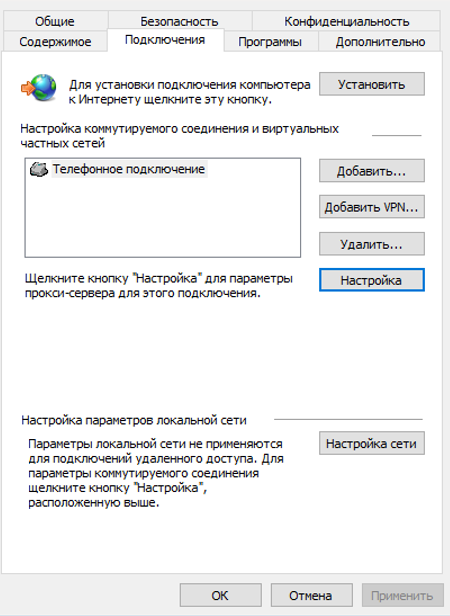 Общие Безопасность Конфиденциальность
Содержимое Подключения Программы Дополнительно
Для установки подключения компьютера
к Интернету щелкните эту кнопку.
Установить
Настройка коммутируемого соединения и виртуальных
частных сетей
Телефонное подключение
Добавить...
Добавить VPN...
Удалить...
Щелкните кнопку "Настройка" для параметры
прокси-сервера для этого подключения.
Настройка
Настройка параметров локальной сети
Параметры локальной сети не применяются
для подключений удаленного доступа. Для
параметры коммутируемого соединения
щелкните кнопку "Настройка",
расположенную выше.
Настройка сети
ОК Отмена Применить